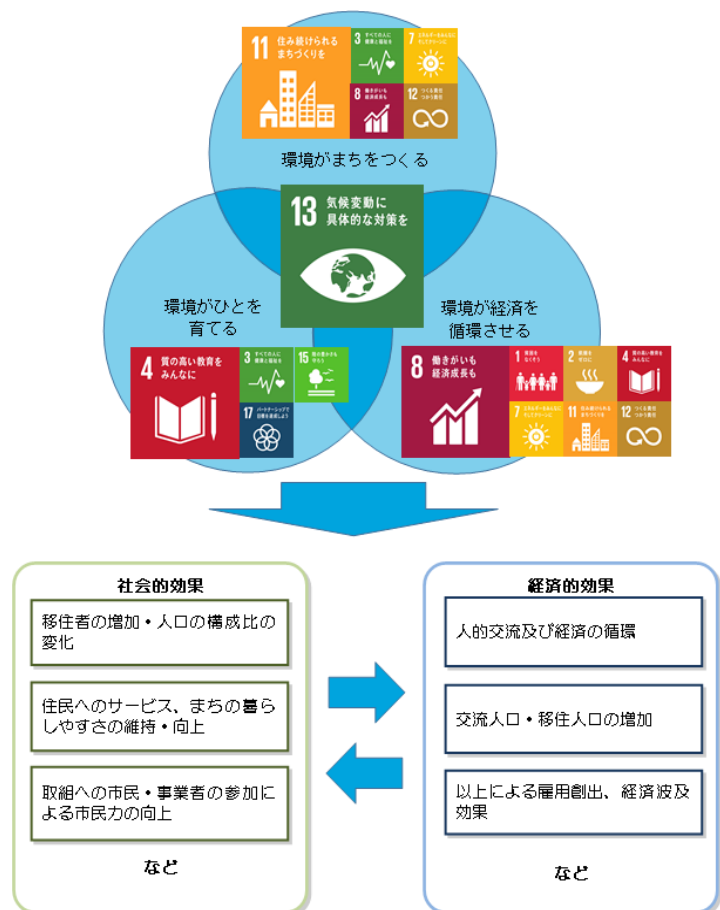 11 住み続けられる
まちづくりを
3 すべての人に
健康と福祉を
7 エネルギーをみんなに
そしてクリーンに
8 働きがいも
経済成長も
12 つくる責任
つかう責任
環境がまちをつくる
13 気候変動に
具体的な対策を
環境がひとを
育てる
環境が経済を
循環させる
4 質の高い教育を
みんなに
3 すべての人に
健康と福祉を
15 陸の豊かさも
守ろう
17 パートナーシップで
目標を達成しよう
8 働きがいも
経済成長も
1 貧困を
なくそう
2 飢餓を
ゼロに
4 質の高い教育を
みんなに
7 エネルギーをみんなに
そしてクリーンに
11 住み続けられる
まちづくりを
12 つくる責任
つかう責任
社会的効果
移住者の増加・人口の構成比の
変化
住民へのサービス、まちの暮ら
しやすさの維持・向上
取組への市民・事業者の参加に
よる市民力の向上
など
経済的効果
人的交流及び経済の循環
交流人口・移住人口の増加
以上による雇用創出、経済波及
効果
など